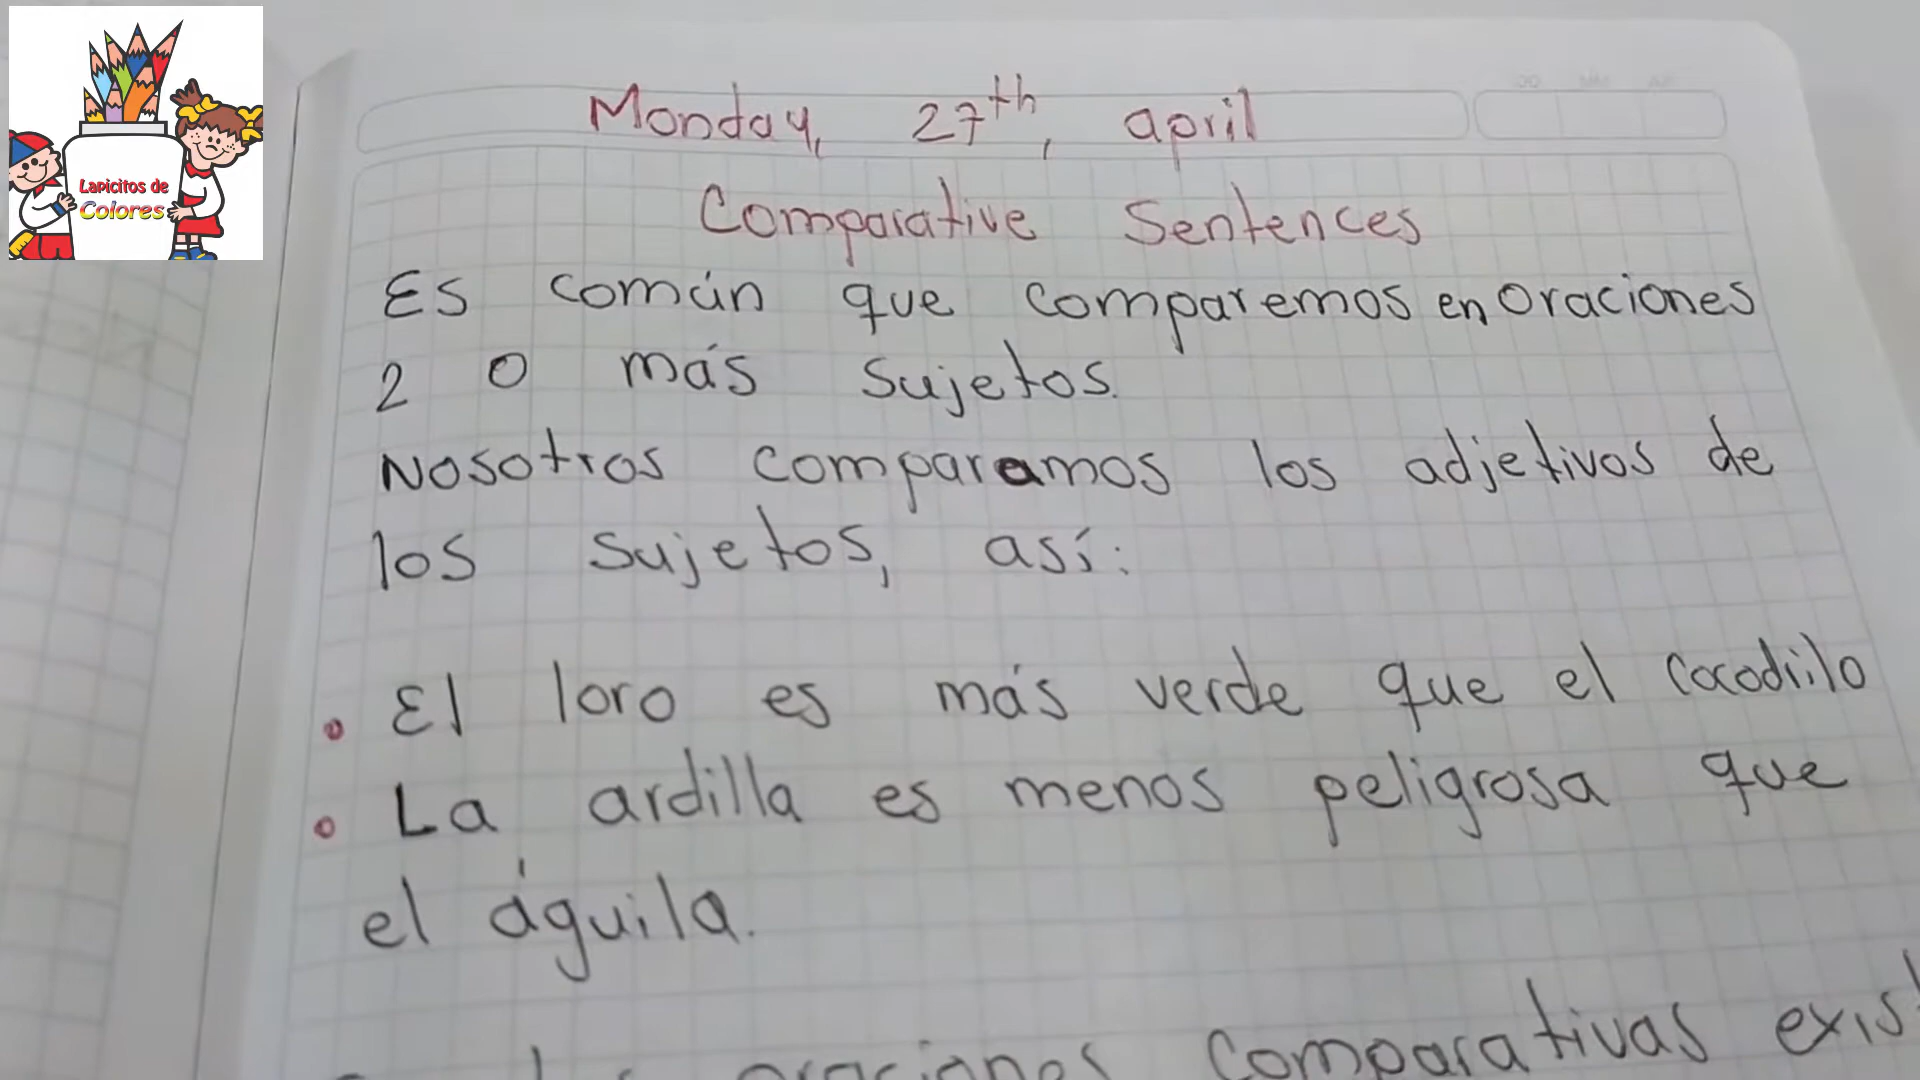 Lapicitos de
Colores
Monday, 27th, april
Comparative Sentences
Es común que comparemos en oraciones
2 o más sujetos.
Nosotros comparamos los adjetivos de
los sujetos, así:
• El loro es más verde que el cocodrilo
• La ardilla es menos peligrosa que
el águila.
oraciones comparativas